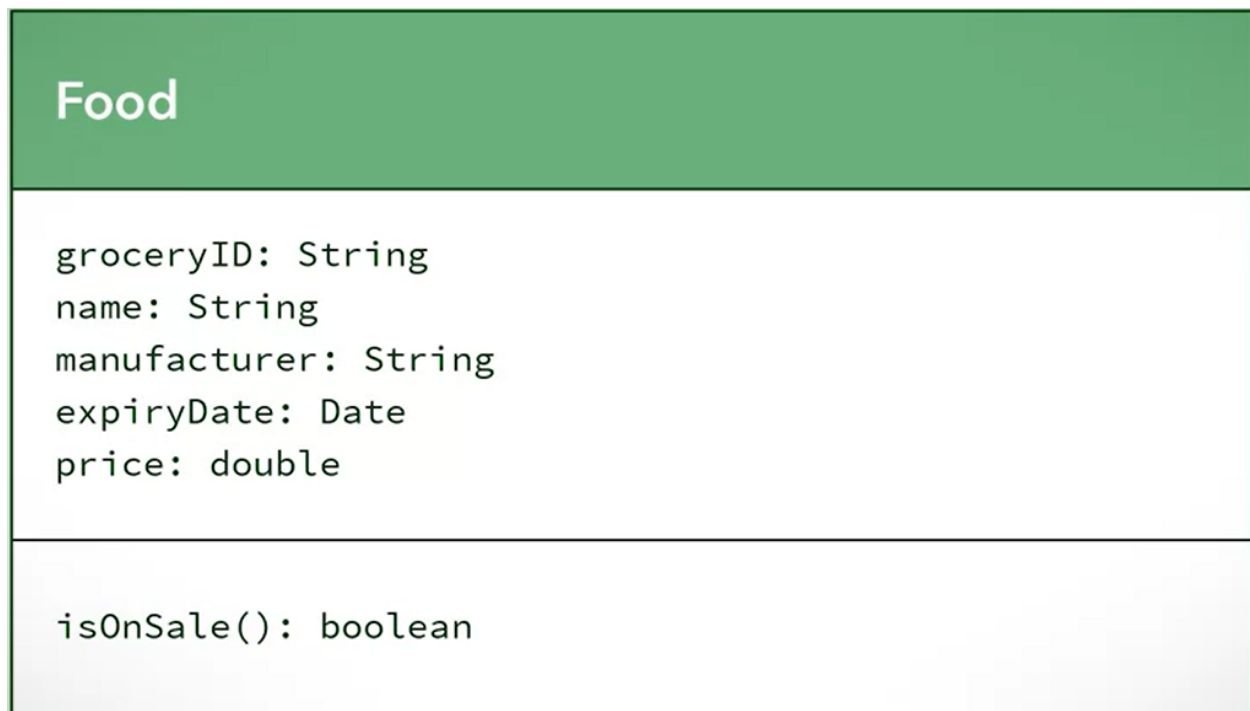 Food
groceryID: String
name: String
manufacturer: String
expiryDate: Date
price: double
isOnSale(): boolean